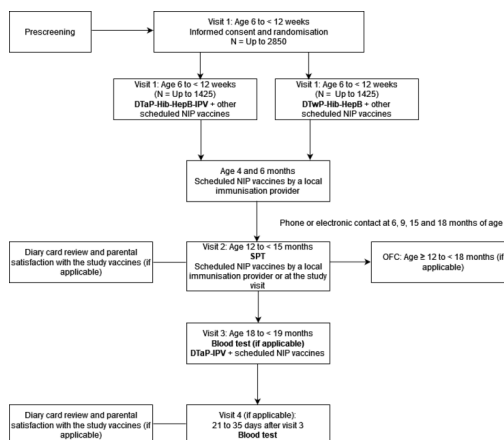 Prescreening
Visit 1: Age 6 to < 12 weeks
Informed consent and randomisation
N = Up to 2850
Visit 1: Age 6 to < 12 weeks
(N = Up to 1425)
DTaP-Hib-HepB-IPV + other
scheduled NIP vaccines
Visit 1: Age 6 to < 12 weeks
(N = Up to 1425)
DTwP-Hib-HepB + other
scheduled NIP vaccines
Age 4 and 6 months
Scheduled NIP vaccines by a local
immunisation provider
Phone or electronic contact at 6, 9, 15 and 18 months of age
Diary card review and parental
satisfaction with the study vaccines (if
applicable)
Visit 2: Age 12 to < 15 months
SPT
Scheduled NIP vaccines by a local
immunisation provider or at the study
visit
OFC: Age ≥ 12 to < 18 months (if
applicable)
Visit 3: Age 18 to < 19 months
Blood test (if applicable)
DTaP-IPV + scheduled NIP vaccines
Diary card review and parental
satisfaction with the study vaccines (if
applicable)
Visit 4 (if applicable):
21 to 35 days after visit 3
Blood test